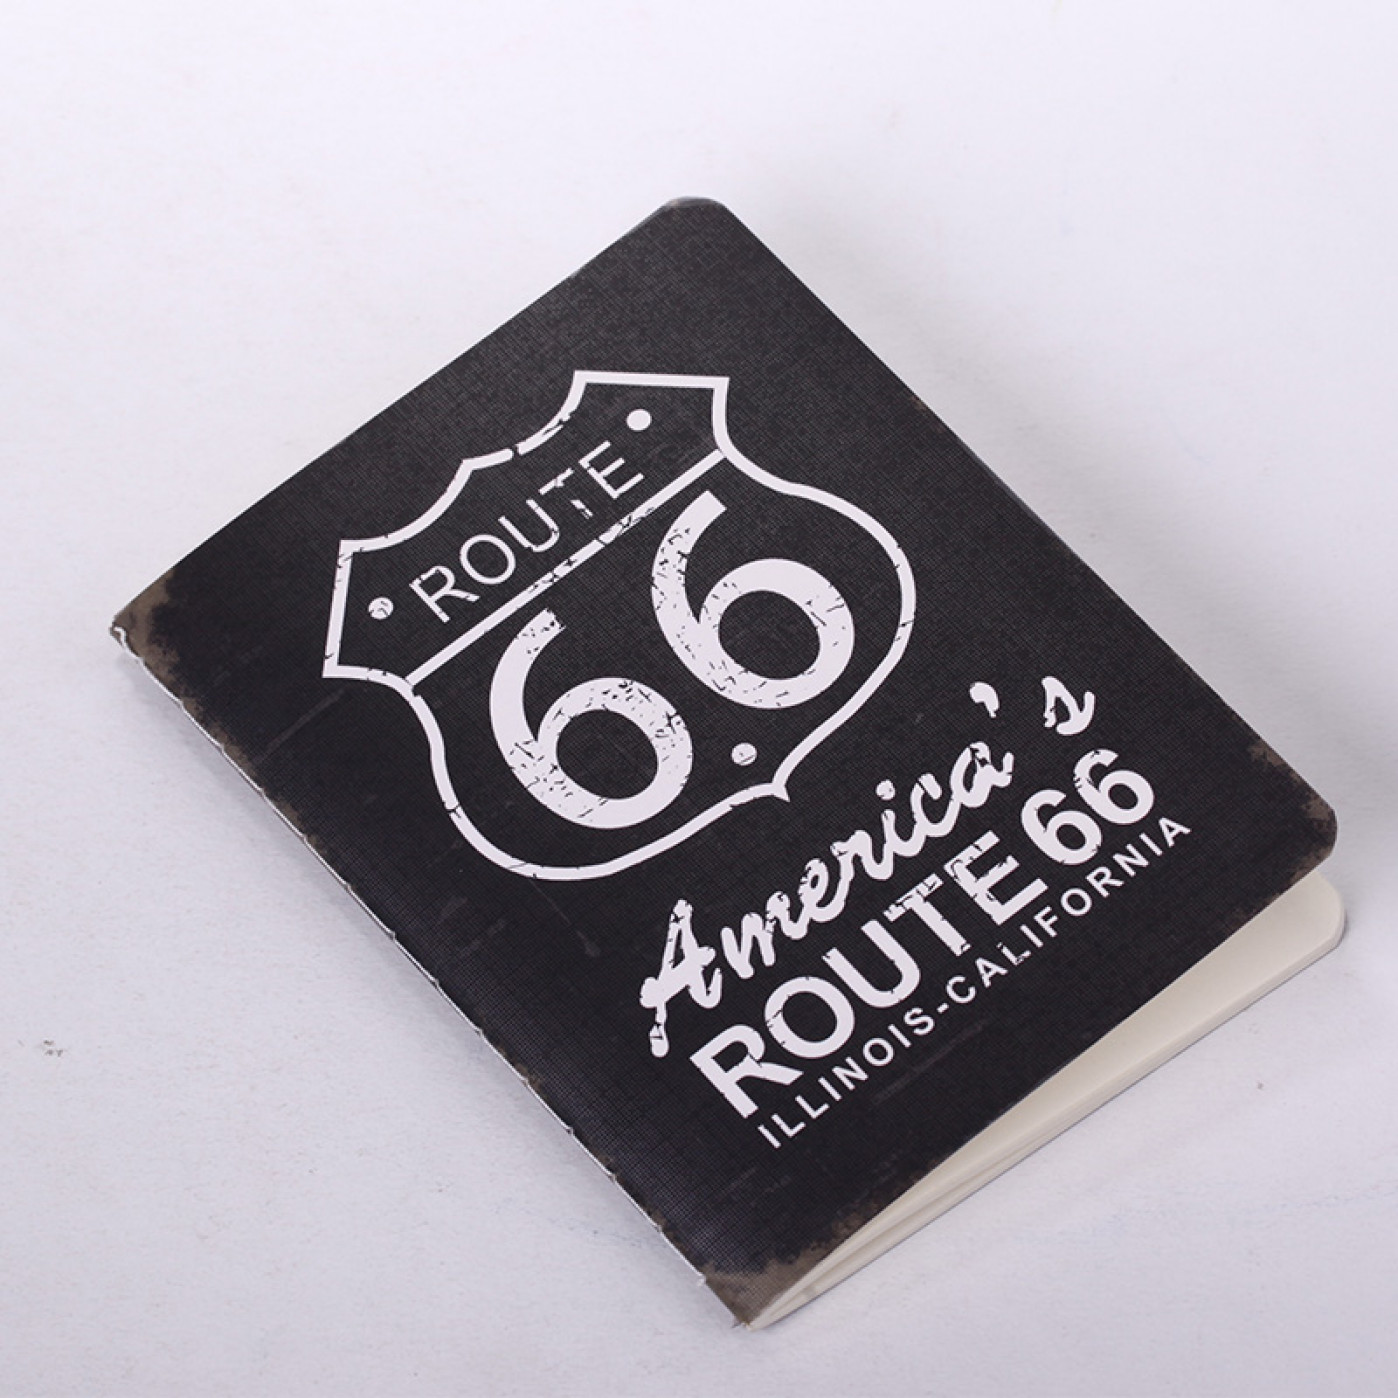 ROUTE
66
America's
ROUTE 66
ILLINOIS-CALIFORNIA